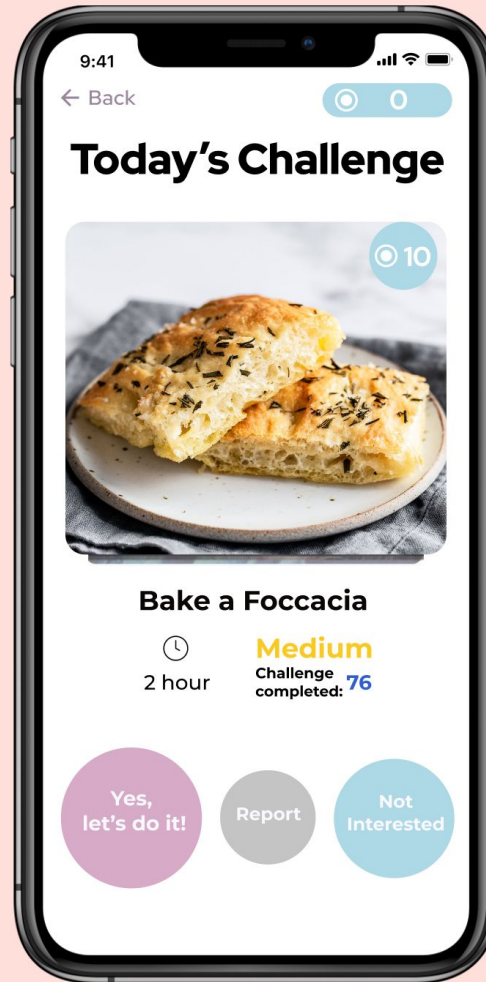 9:41
← Back
0
Today's Challenge
10
Bake a Foccacia
2 hour
Medium
Challenge
completed: 76
Yes,
let's do it!
Report
Not
Interested